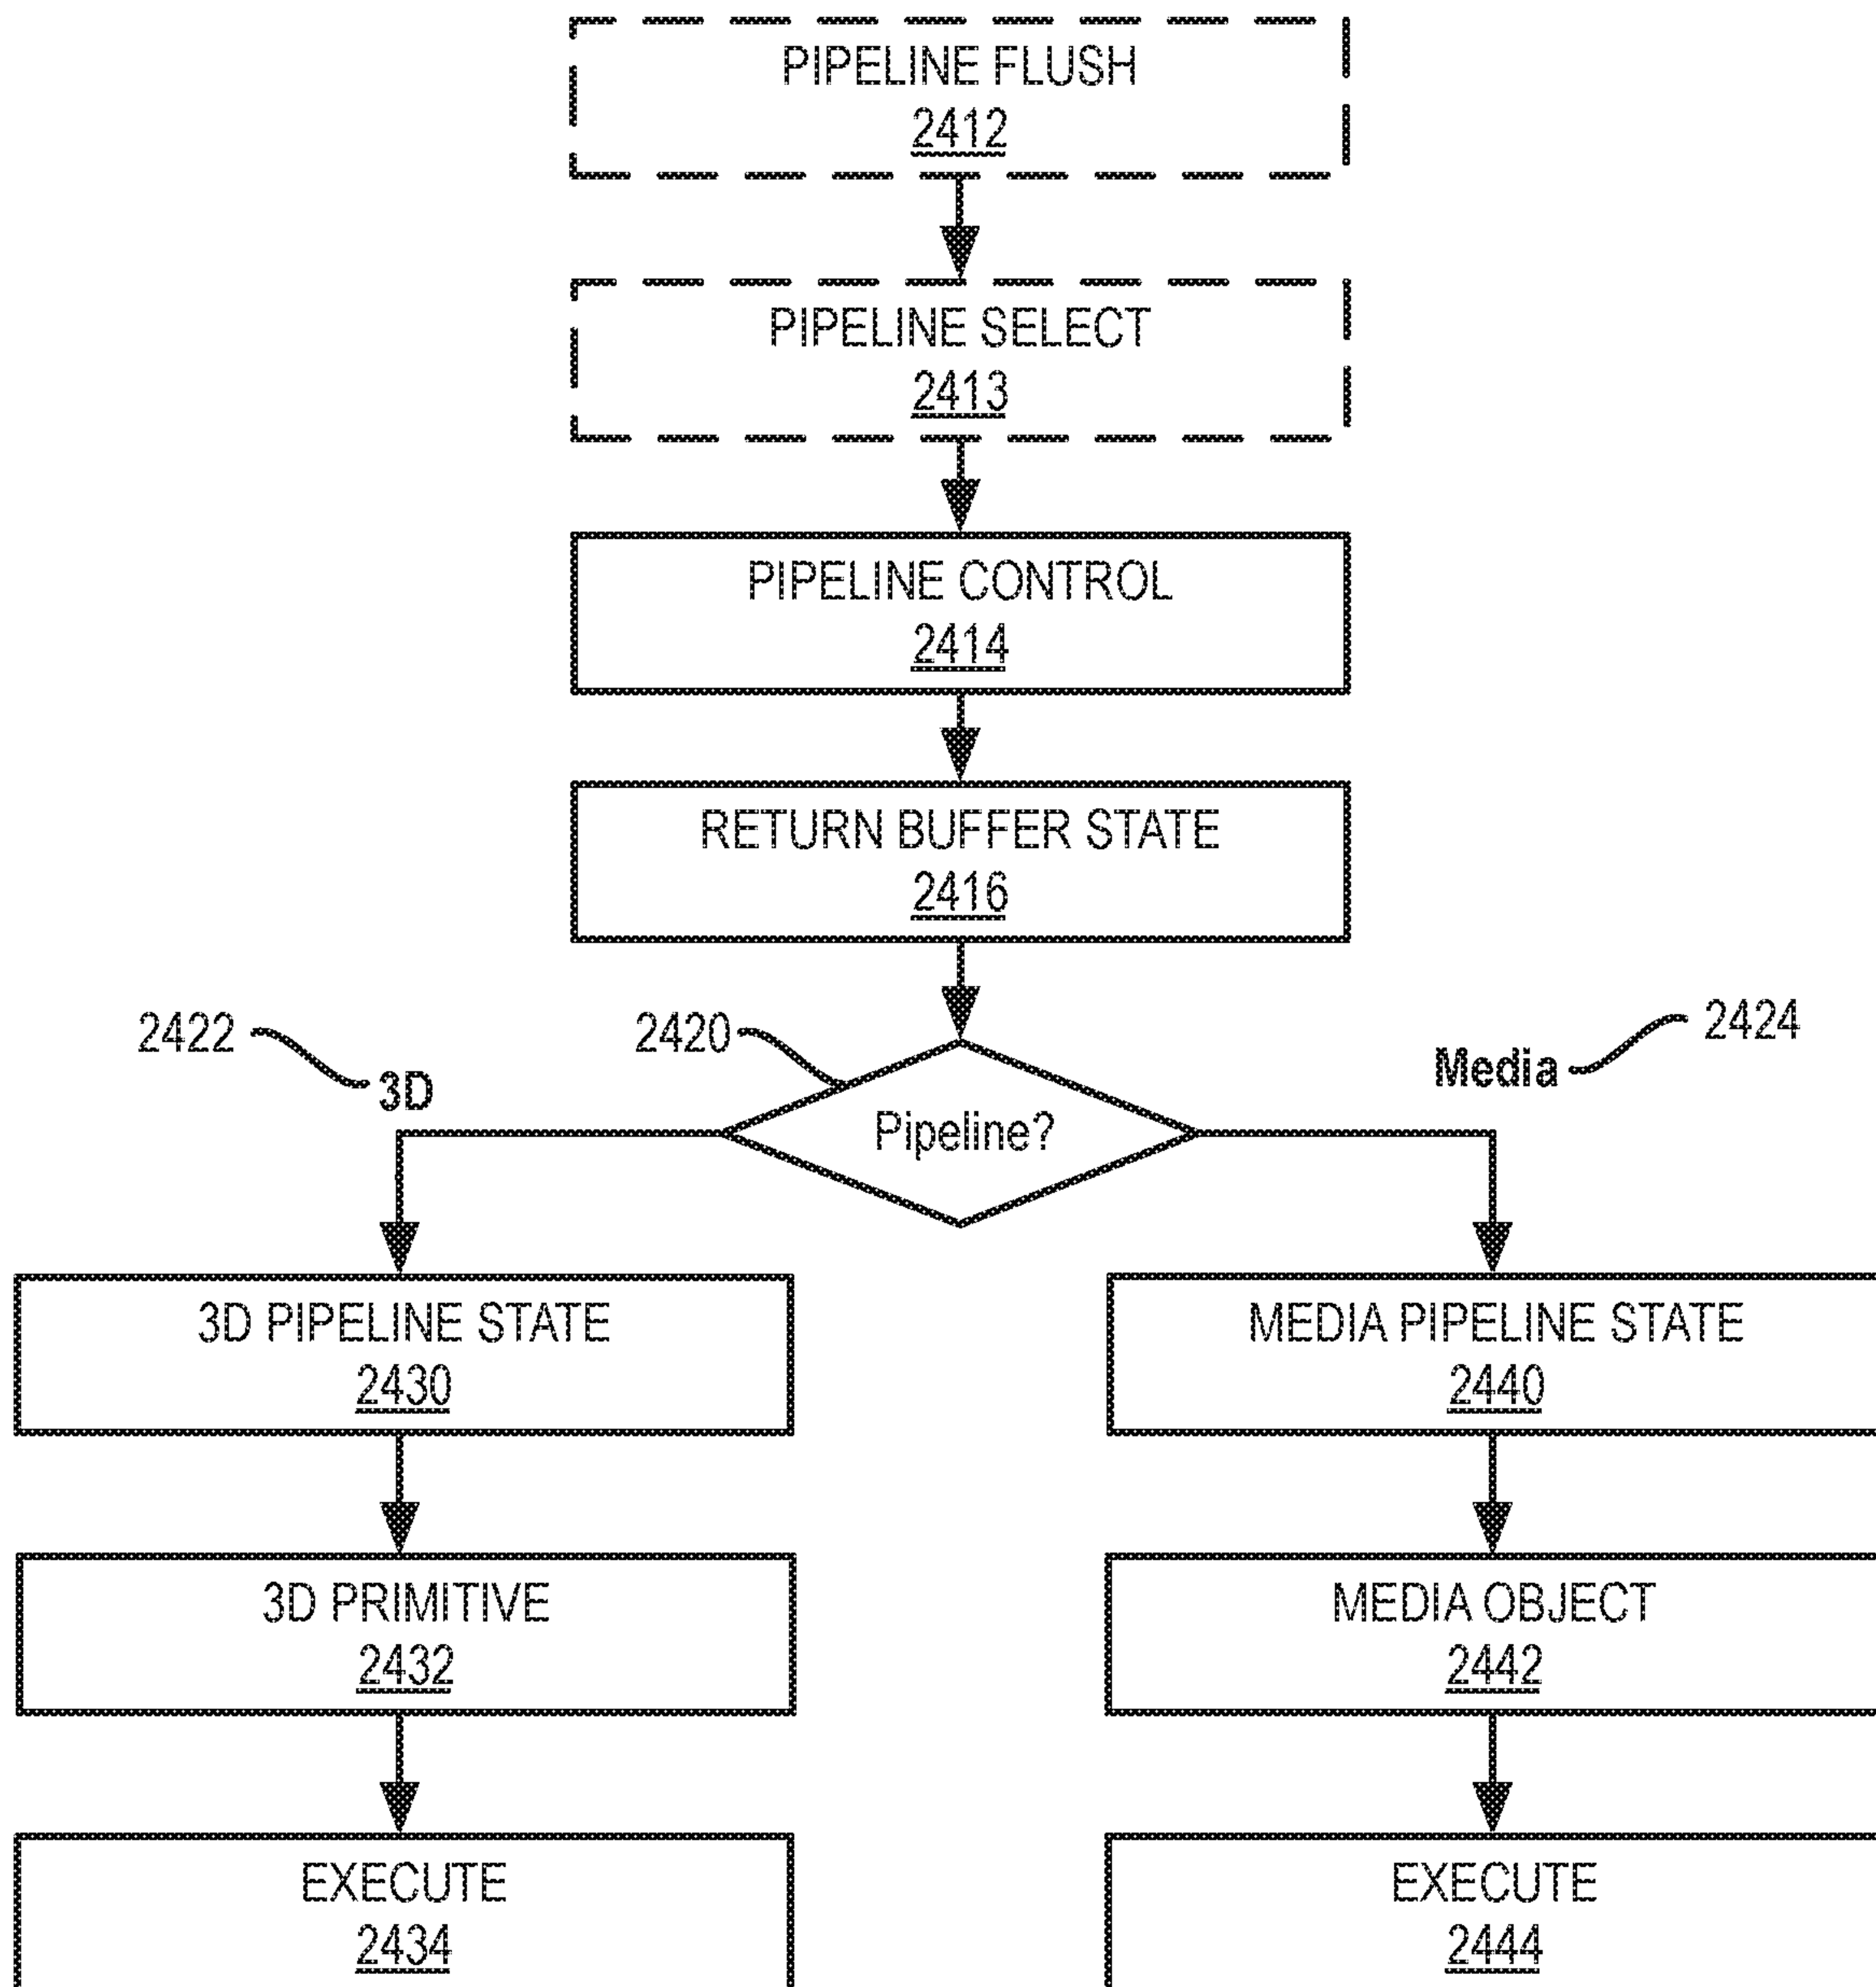 PIPELINE FLUSH
2412
PIPELINE SELECT
2413
PIPELINE CONTROL
2414
RETURN BUFFER STATE
2416
2422
3D
2420
Pipeline?
Media
2424
3D PIPELINE STATE
2430
MEDIA PIPELINE STATE
2440
3D PRIMITIVE
2432
MEDIA OBJECT
2442
EXECUTE
2434
EXECUTE
2444